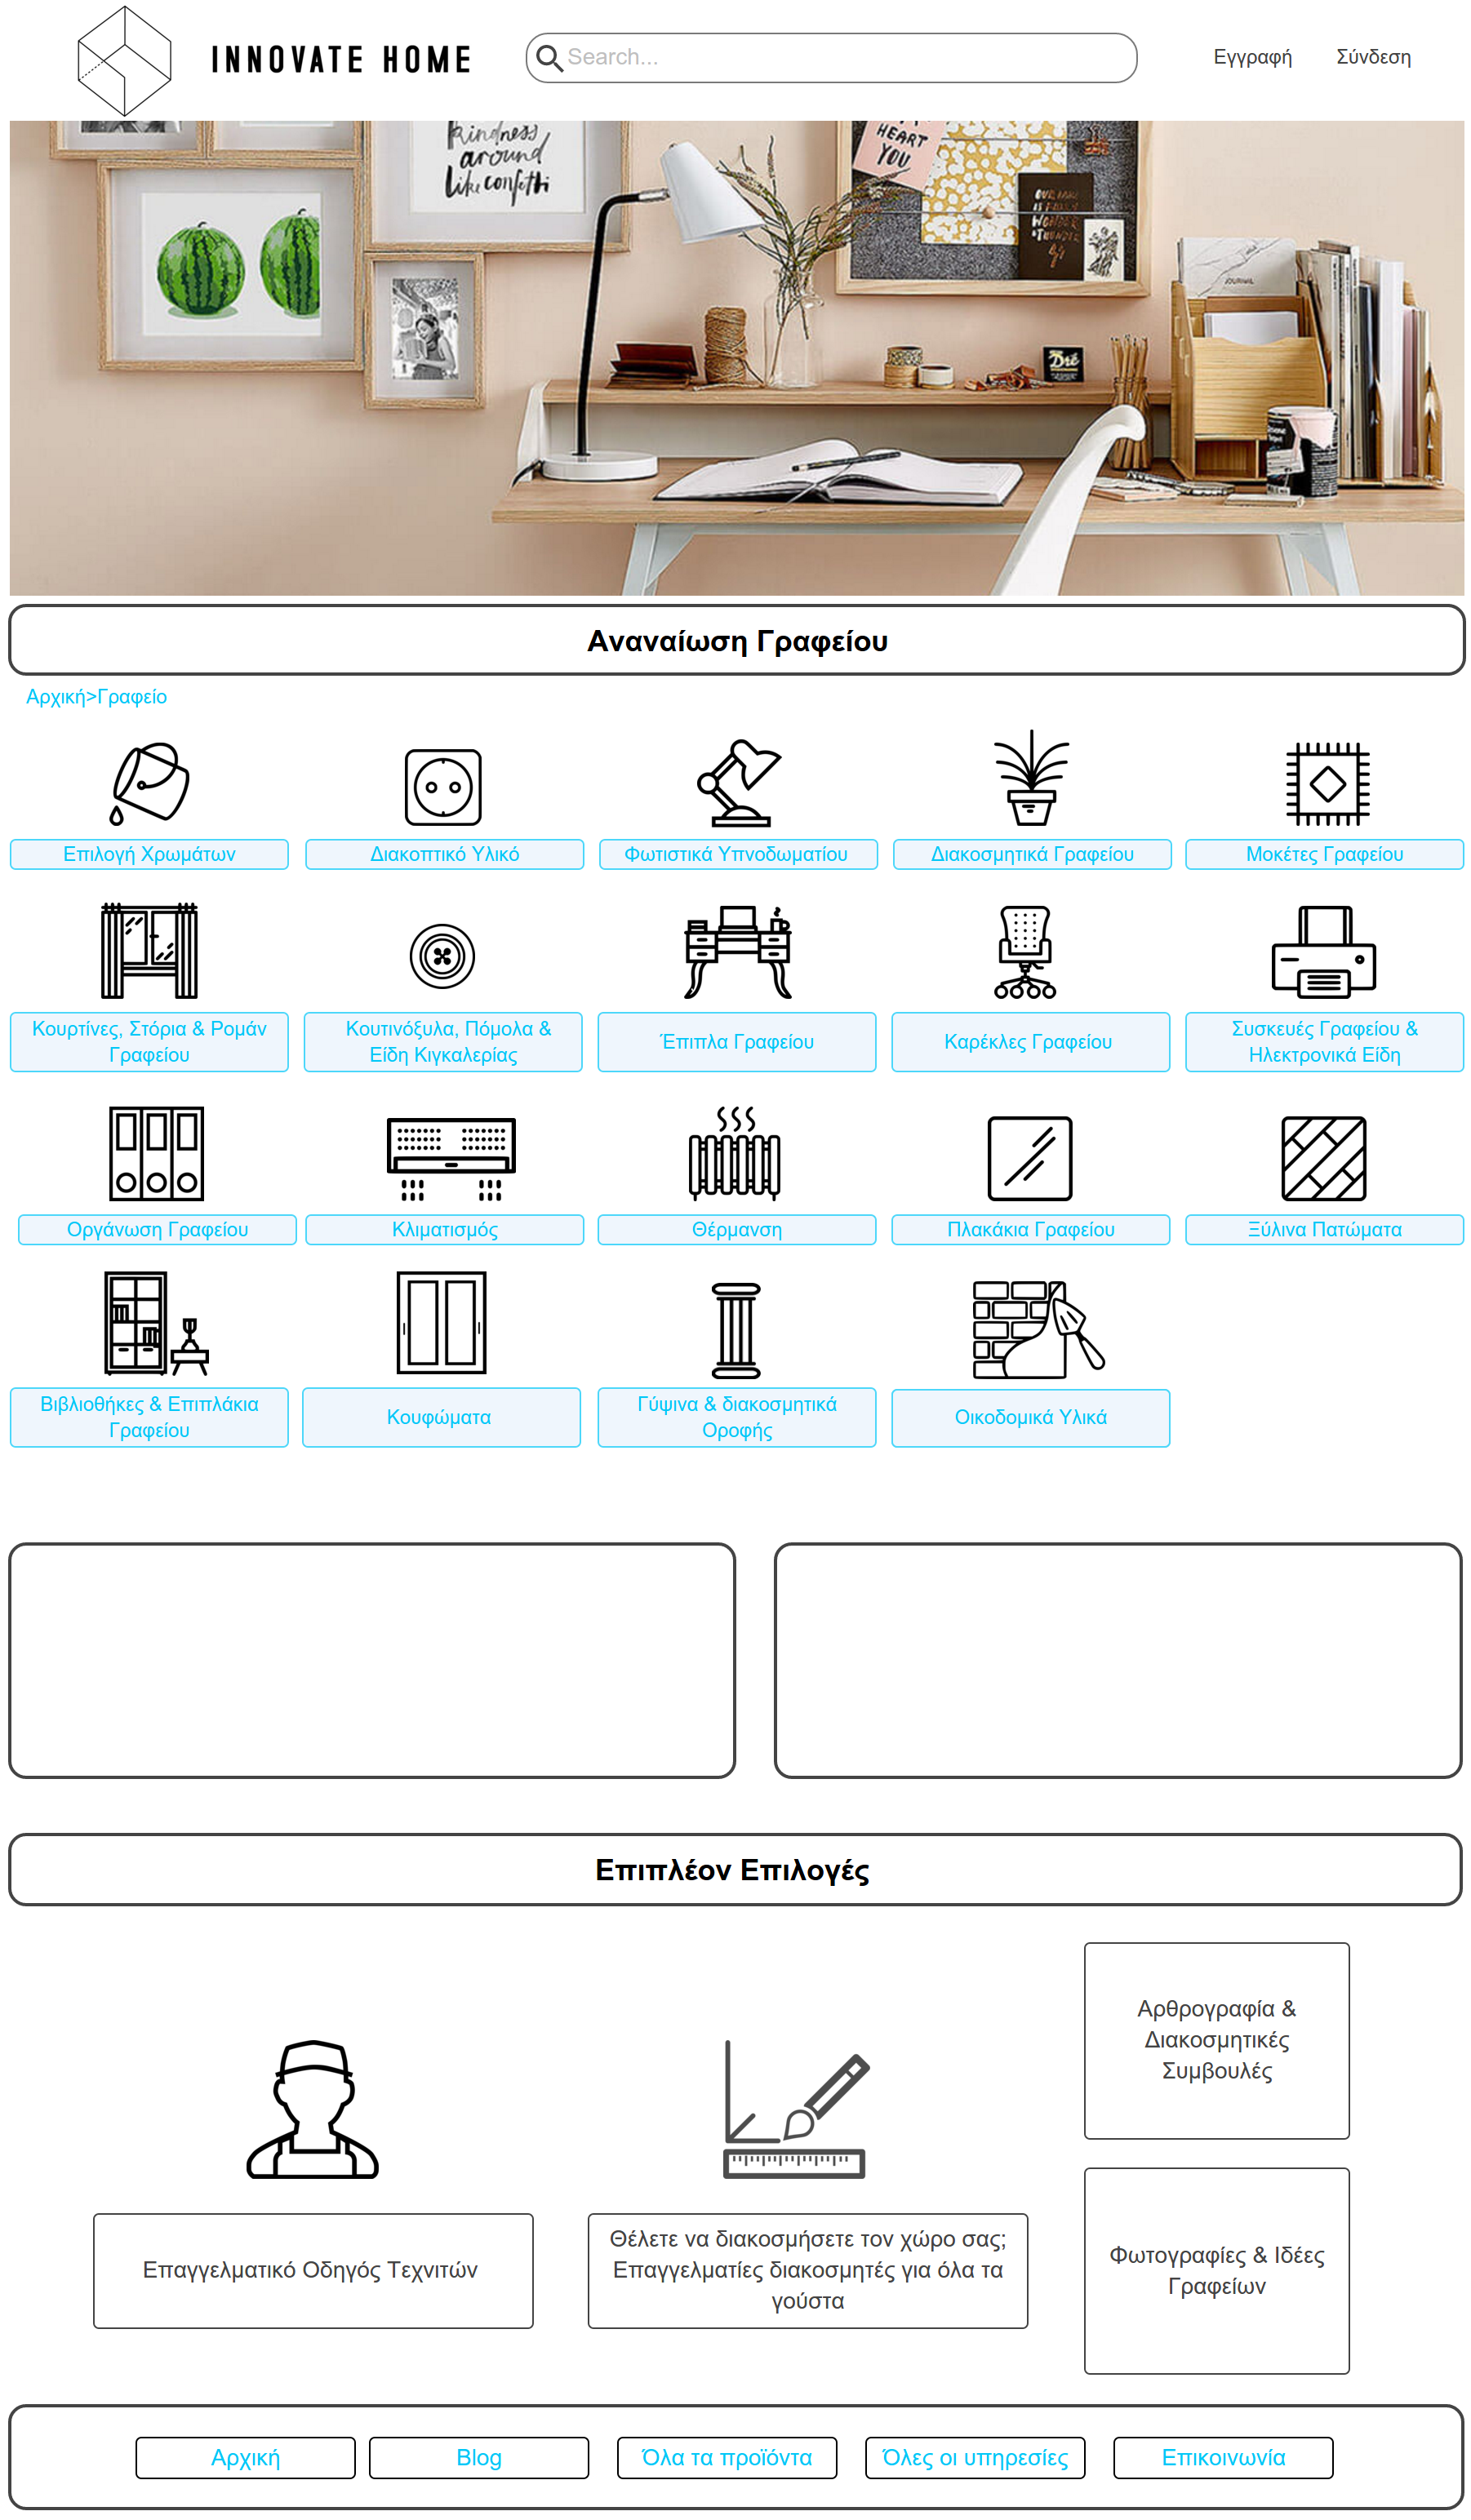 INNOVATE HOME
Search...
Εγγραφή
Σύνδεση
kindness
around
like confetti
HEART
YOU
JOURNAL
Αναναίωση Γραφείου
Αρχική>Γραφείο
Επιλογή Χρωμάτων
Διακοπτικό Υλικό
Φωτιστικά Υπνοδωματίου
Διακοσμητικά Γραφείου
Μοκέτες Γραφείου
Κουρτίνες, Στόρια & Ρομάν
Γραφείου
Κουτινόξυλα, Πόμολα &
Είδη Κιγκαλερίας
Έπιπλα Γραφείου
Καρέκλες Γραφείου
Συσκευές Γραφείου &
Ηλεκτρονικά Είδη
Οργάνωση Γραφείου
Κλιματισμός
Θέρμανση
Πλακάκια Γραφείου
Ξύλινα Πατώματα
Βιβλιοθήκες & Επιπλάκια
Γραφείου
Κουφώματα
Γύψινα & διακοσμητικά
Οροφής
Οικοδομικά Υλικά
Επιπλέον Επιλογές
Αρθρογραφία &
Διακοσμητικές
Συμβουλές
Επαγγελματικό Οδηγός Τεχνιτών
Θέλετε να διακοσμήσετε τον χώρο σας;
Επαγγελματίες διακοσμητές για όλα τα
γούστα
Φωτογραφίες & Ιδέες
Γραφείων
Αρχική
Blog
Όλα τα προϊόντα
Όλες οι υπηρεσίες
Επικοινωνία